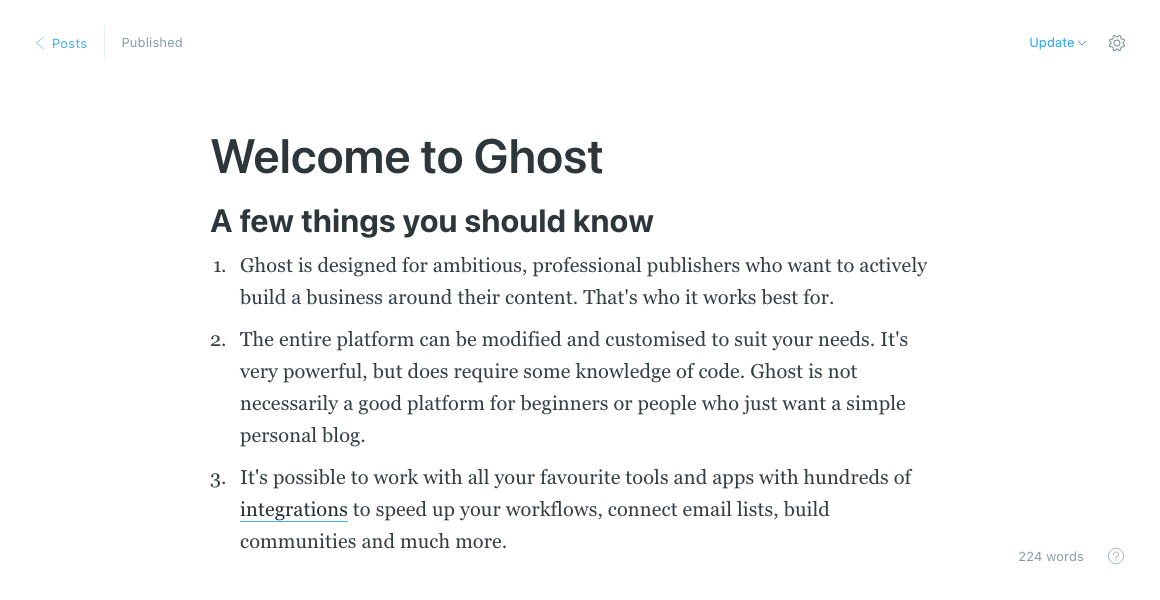 Posts
Published
Update
Welcome to Ghost
A few things you should know
1. Ghost is designed for ambitious, professional publishers who want to actively
build a business around their content. That's who it works best for.
2. The entire platform can be modified and customised to suit your needs. It's
very powerful, but does require some knowledge of code. Ghost is not
necessarily a good platform for beginners or people who just want a simple
personal blog.
3. It's possible to work with all your favourite tools and apps with hundreds of
integrations to speed up your workflows, connect email lists, build
communities and much more.
224 words
?